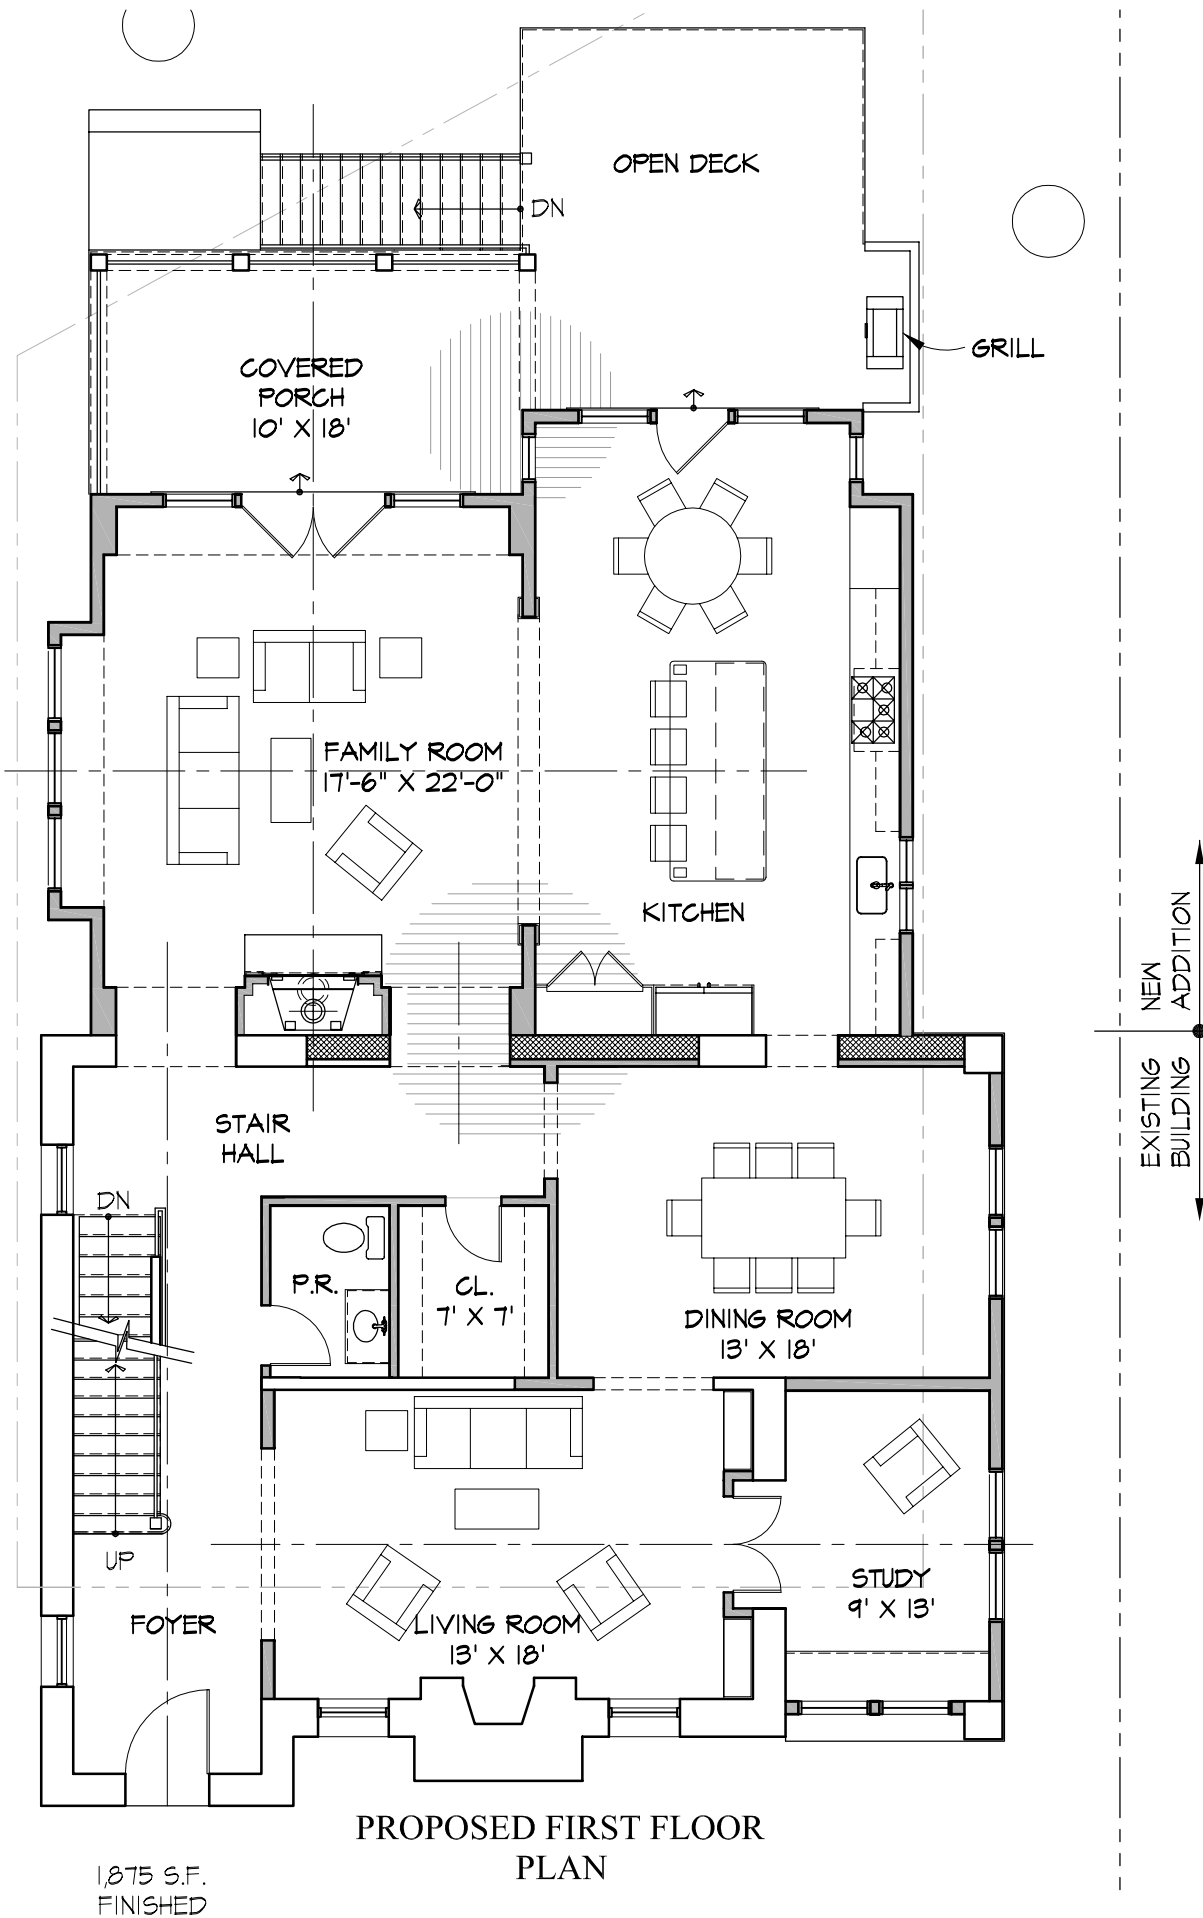 OPEN DECK
DN
GRILL
COVERED
PORCH
10' X 18'
FAMILY ROOM
17'-6" X 22'-0"
KITCHEN
NEW
ADDITION
EXISTING
BUILDING
STAIR
HALL
DN
P.R.
CL.
7' X 7'
DINING ROOM
13' X 18'
UP
STUDY
9' X 13'
FOYER
LIVING ROOM
13' X 18'
PROPOSED FIRST FLOOR
PLAN
1,875 S.F.
FINISHED